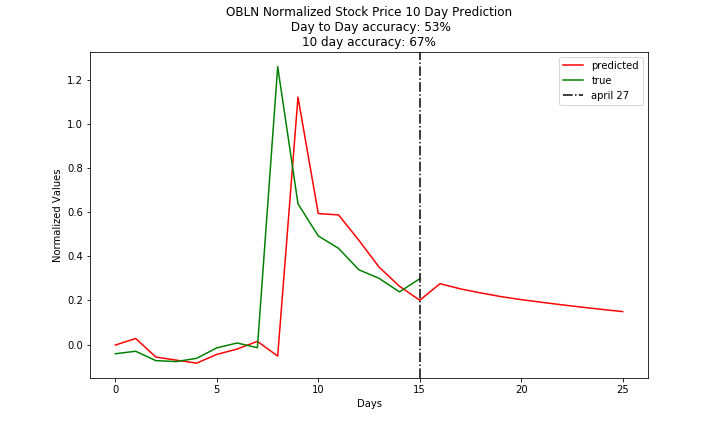 OBLN Normalized Stock Price 10 Day Prediction
Day to Day accuracy: 53%
10 day accuracy: 67%
predicted
true
april 27
Normalized Values
1.2
1.0
0.8
0.6
0.4
0.2
0.0
0
5
10
15
20
25
Days